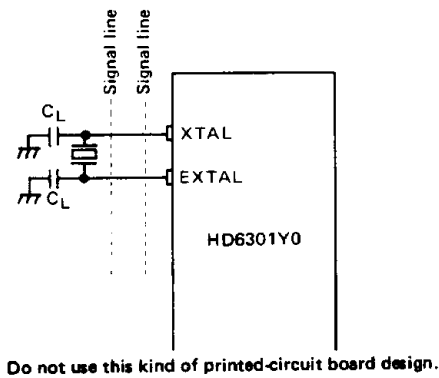 Signal line
Signal line
CL
XTAL
EXTAL
CL
HD6301Y0
Do not use this kind of printed-circuit board design.